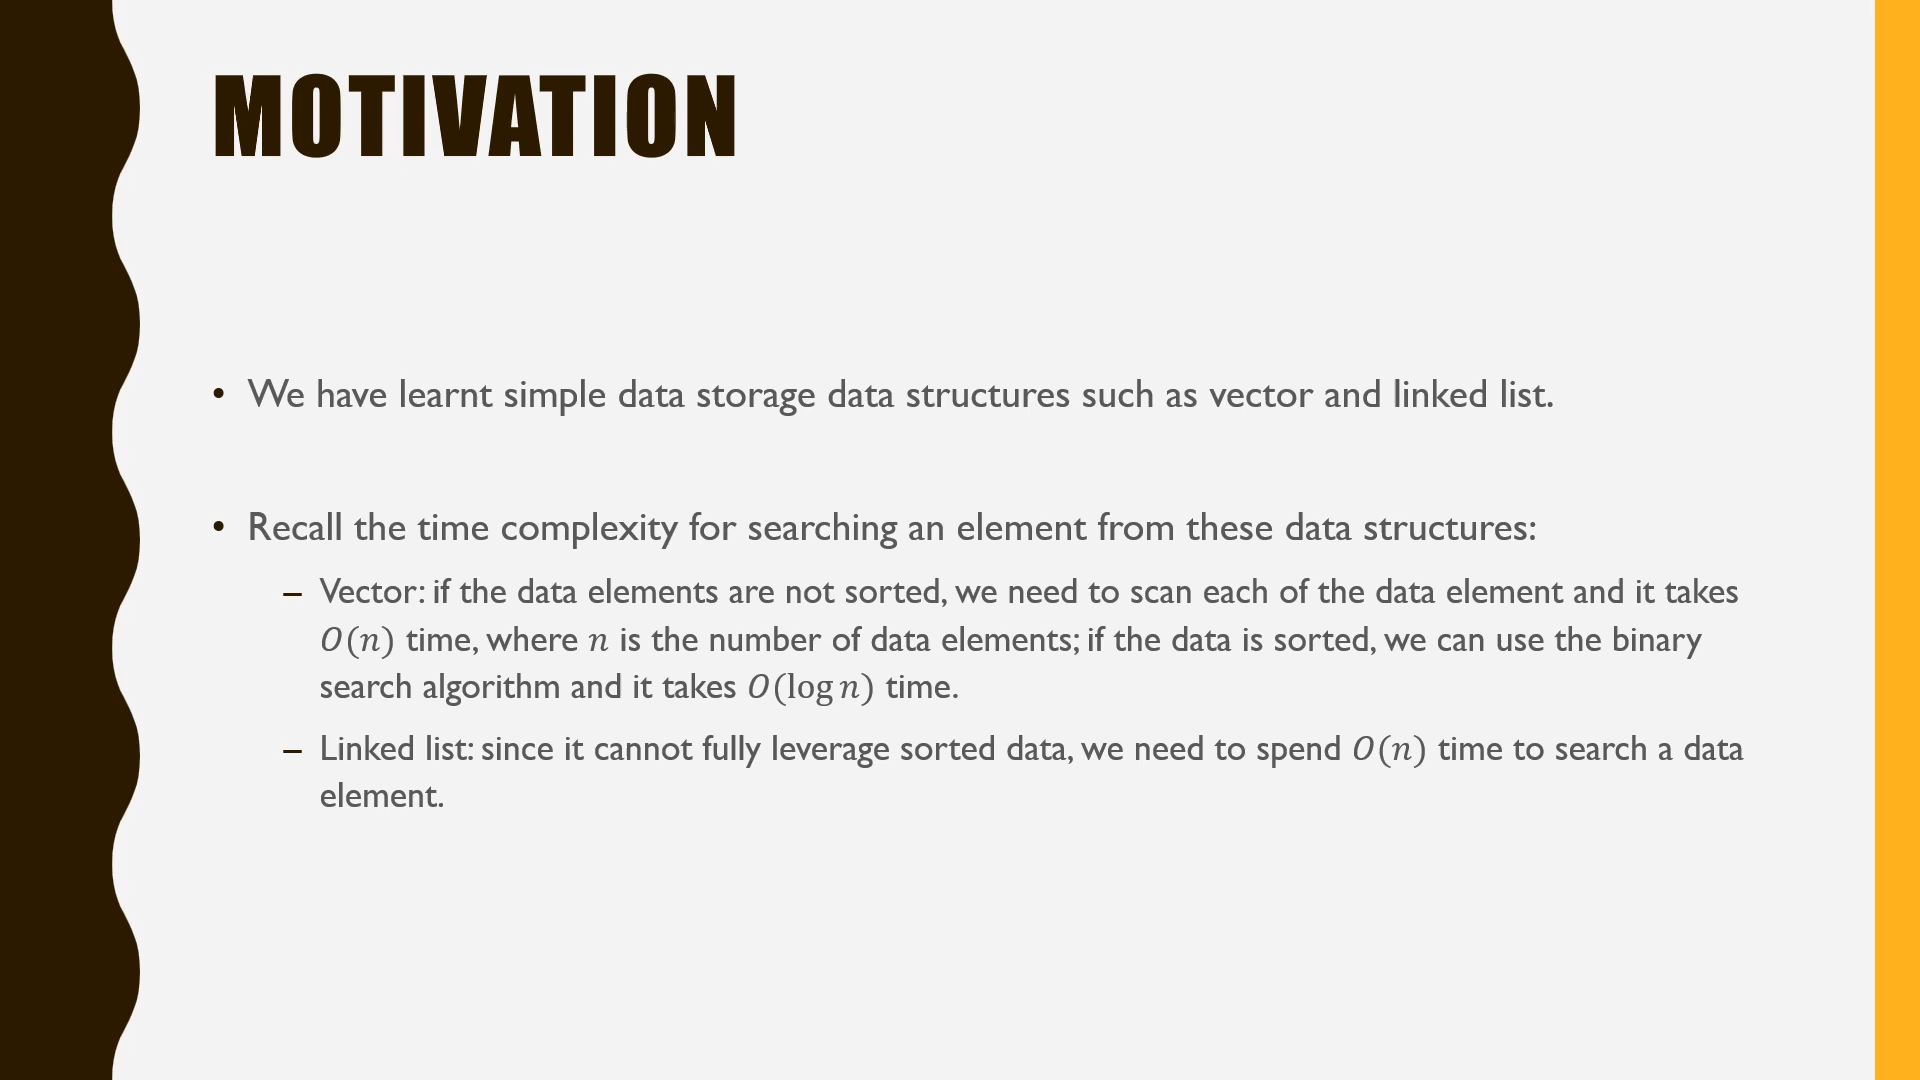 MOTIVATION
• We have learnt simple data storage data structures such as vector and linked list.
• Recall the time complexity for searching an element from these data structures:
– Vector: if the data elements are not sorted, we need to scan each of the data element and it takes
O(n) time, where n is the number of data elements; if the data is sorted, we can use the binary
search algorithm and it takes O(log n) time.
– Linked list: since it cannot fully leverage sorted data, we need to spend O(n) time to search a data
element.